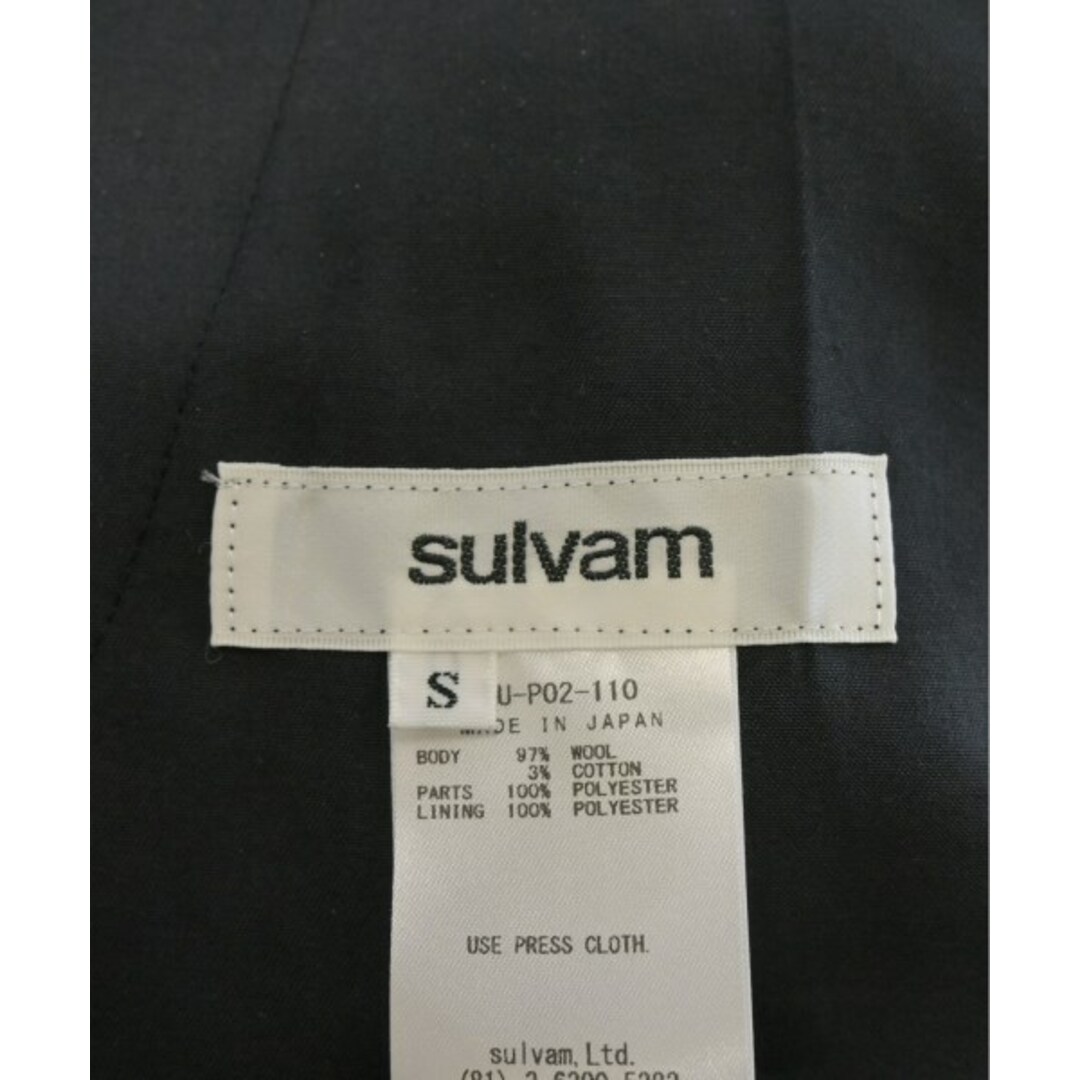 sulvam
S
U-P02-110
MADE IN JAPAN
BODY 97% WOOL
3% COTTON
PARTS 100% POLYESTER
LINING 100% POLYESTER
USE PRESS CLOTH.
sulvam, Ltd.